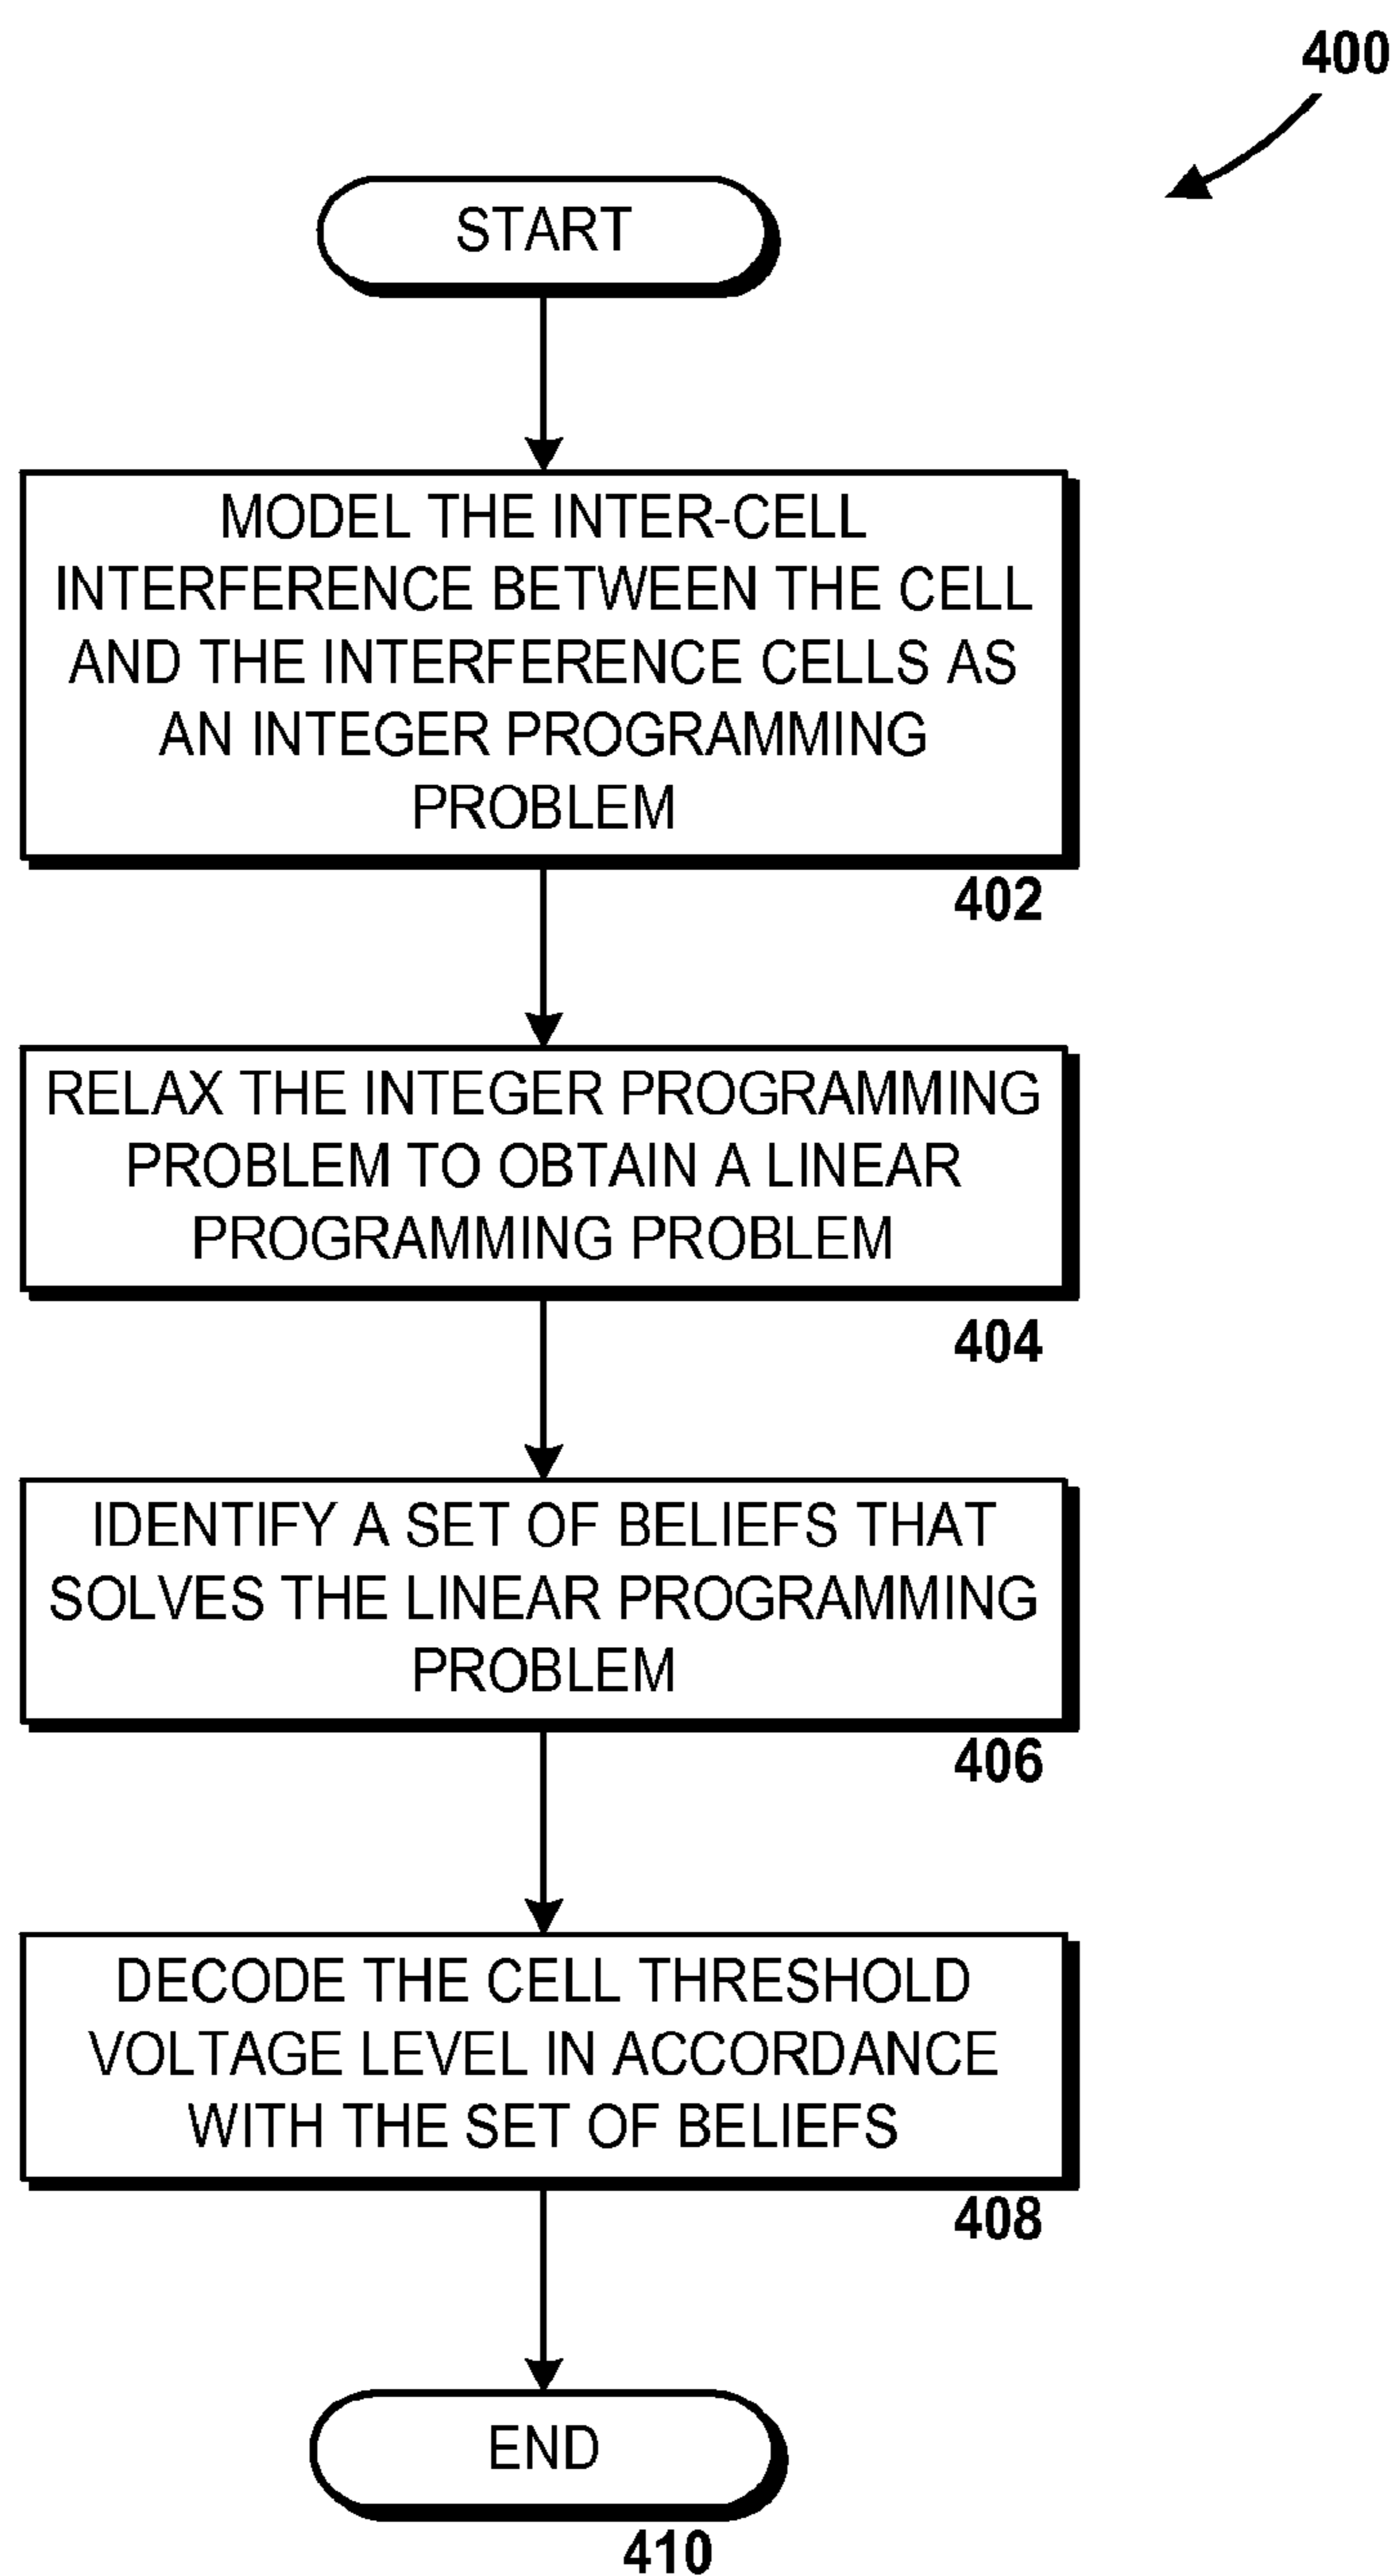 400
START
MODEL THE INTER-CELL
INTERFERENCE BETWEEN THE CELL
AND THE INTERFERENCE CELLS AS
AN INTEGER PROGRAMMING
PROBLEM
402
RELAX THE INTEGER PROGRAMMING
PROBLEM TO OBTAIN A LINEAR
PROGRAMMING PROBLEM
404
IDENTIFY A SET OF BELIEFS THAT
SOLVES THE LINEAR PROGRAMMING
PROBLEM
406
DECODE THE CELL THRESHOLD
VOLTAGE LEVEL IN ACCORDANCE
WITH THE SET OF BELIEFS
408
END
410